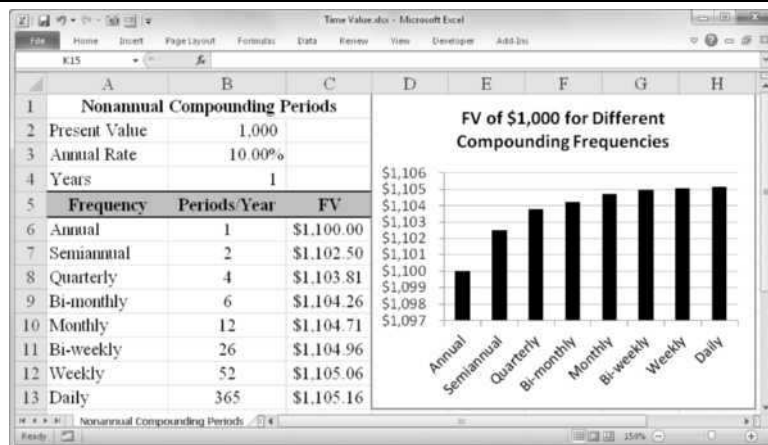 Time Value.xlsx - Microsoft Excel
File Home Insert Page Layout Formulas Data Review View Developer Add-Ins
K15 fx
A B C D E F G H
1 Nonannual Compounding Periods
2 Present Value 1,000
3 Annual Rate 10.00%
4 Years 1
5 Frequency Periods/Year FV
6 Annual 1 $1,100.00
7 Semiannual 2 $1,102.50
8 Quarterly 4 $1,103.81
9 Bi-monthly 6 $1,104.26
10 Monthly 12 $1,104.71
11 Bi-weekly 26 $1,104.96
12 Weekly 52 $1,105.06
13 Daily 365 $1,105.16
FV of $1,000 for Different
Compounding Frequencies
$1,106
$1,105
$1,104
$1,103
$1,102
$1,101
$1,100
$1,099
$1,098
$1,097
Annual Semiannual Quarterly Bi-monthly Monthly Bi-weekly Weekly Daily
Nonannual Compounding Periods
Ready 150%